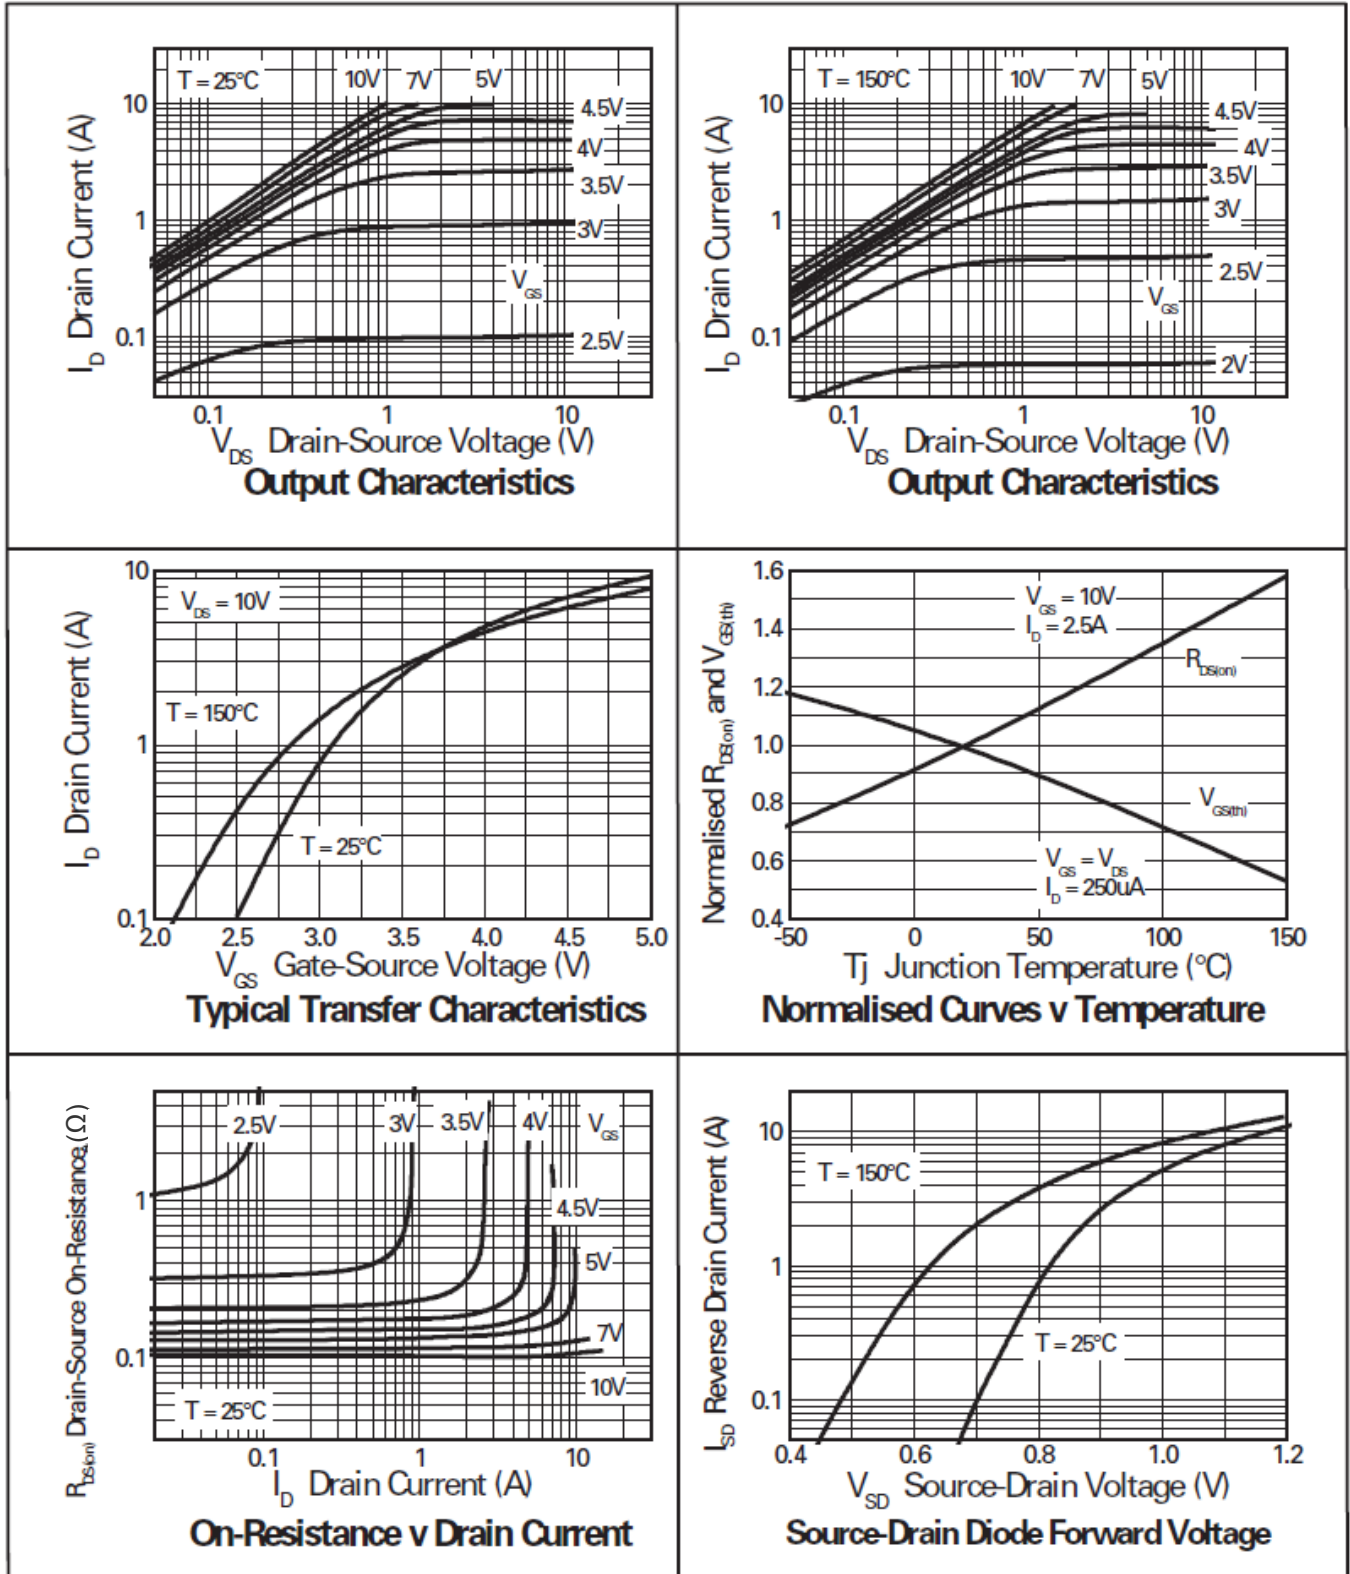 T = 25°C
10V
7V
5V
4.5V
4V
3.5V
3V
V_GS
2.5V
10
1
0.1
I_D Drain Current (A)
0.1
1
10
V_DS Drain-Source Voltage (V)
Output Characteristics
T = 150°C
10V
7V
5V
4.5V
4V
3.5V
3V
2.5V
V_GS
2V
10
1
0.1
I_D Drain Current (A)
0.1
1
10
V_DS Drain-Source Voltage (V)
Output Characteristics
V_DS = 10V
T = 150°C
T = 25°C
10
1
0.1
I_D Drain Current (A)
2.0
2.5
3.0
3.5
4.0
4.5
5.0
V_GS Gate-Source Voltage (V)
Typical Transfer Characteristics
V_GS = 10V
I_D = 2.5A
R_DS(on)
V_GS(th)
V_GS = V_DS
I_D = 250uA
1.6
1.4
1.2
1.0
0.8
0.6
0.4
Normalised R_DS(on) and V_GS(th)
-50
0
50
100
150
Tj Junction Temperature (°C)
Normalised Curves v Temperature
2.5V
3V
3.5V
4V
V_GS
4.5V
5V
7V
10V
T = 25°C
1
0.1
R_DS(on) Drain-Source On-Resistance (Ω)
0.1
1
10
I_D Drain Current (A)
On-Resistance v Drain Current
T = 150°C
T = 25°C
10
1
0.1
I_SD Reverse Drain Current (A)
0.4
0.6
0.8
1.0
1.2
V_SD Source-Drain Voltage (V)
Source-Drain Diode Forward Voltage